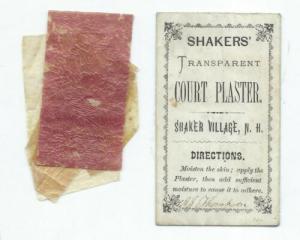 SHAKERS'
TRANSPARENT
COURT PLASTER.
SHAKER VILLAGE, N. H.
DIRECTIONS.
Moisten the skin; apply the
Plaster, then add sufficient
moisture to cause it to adhere.